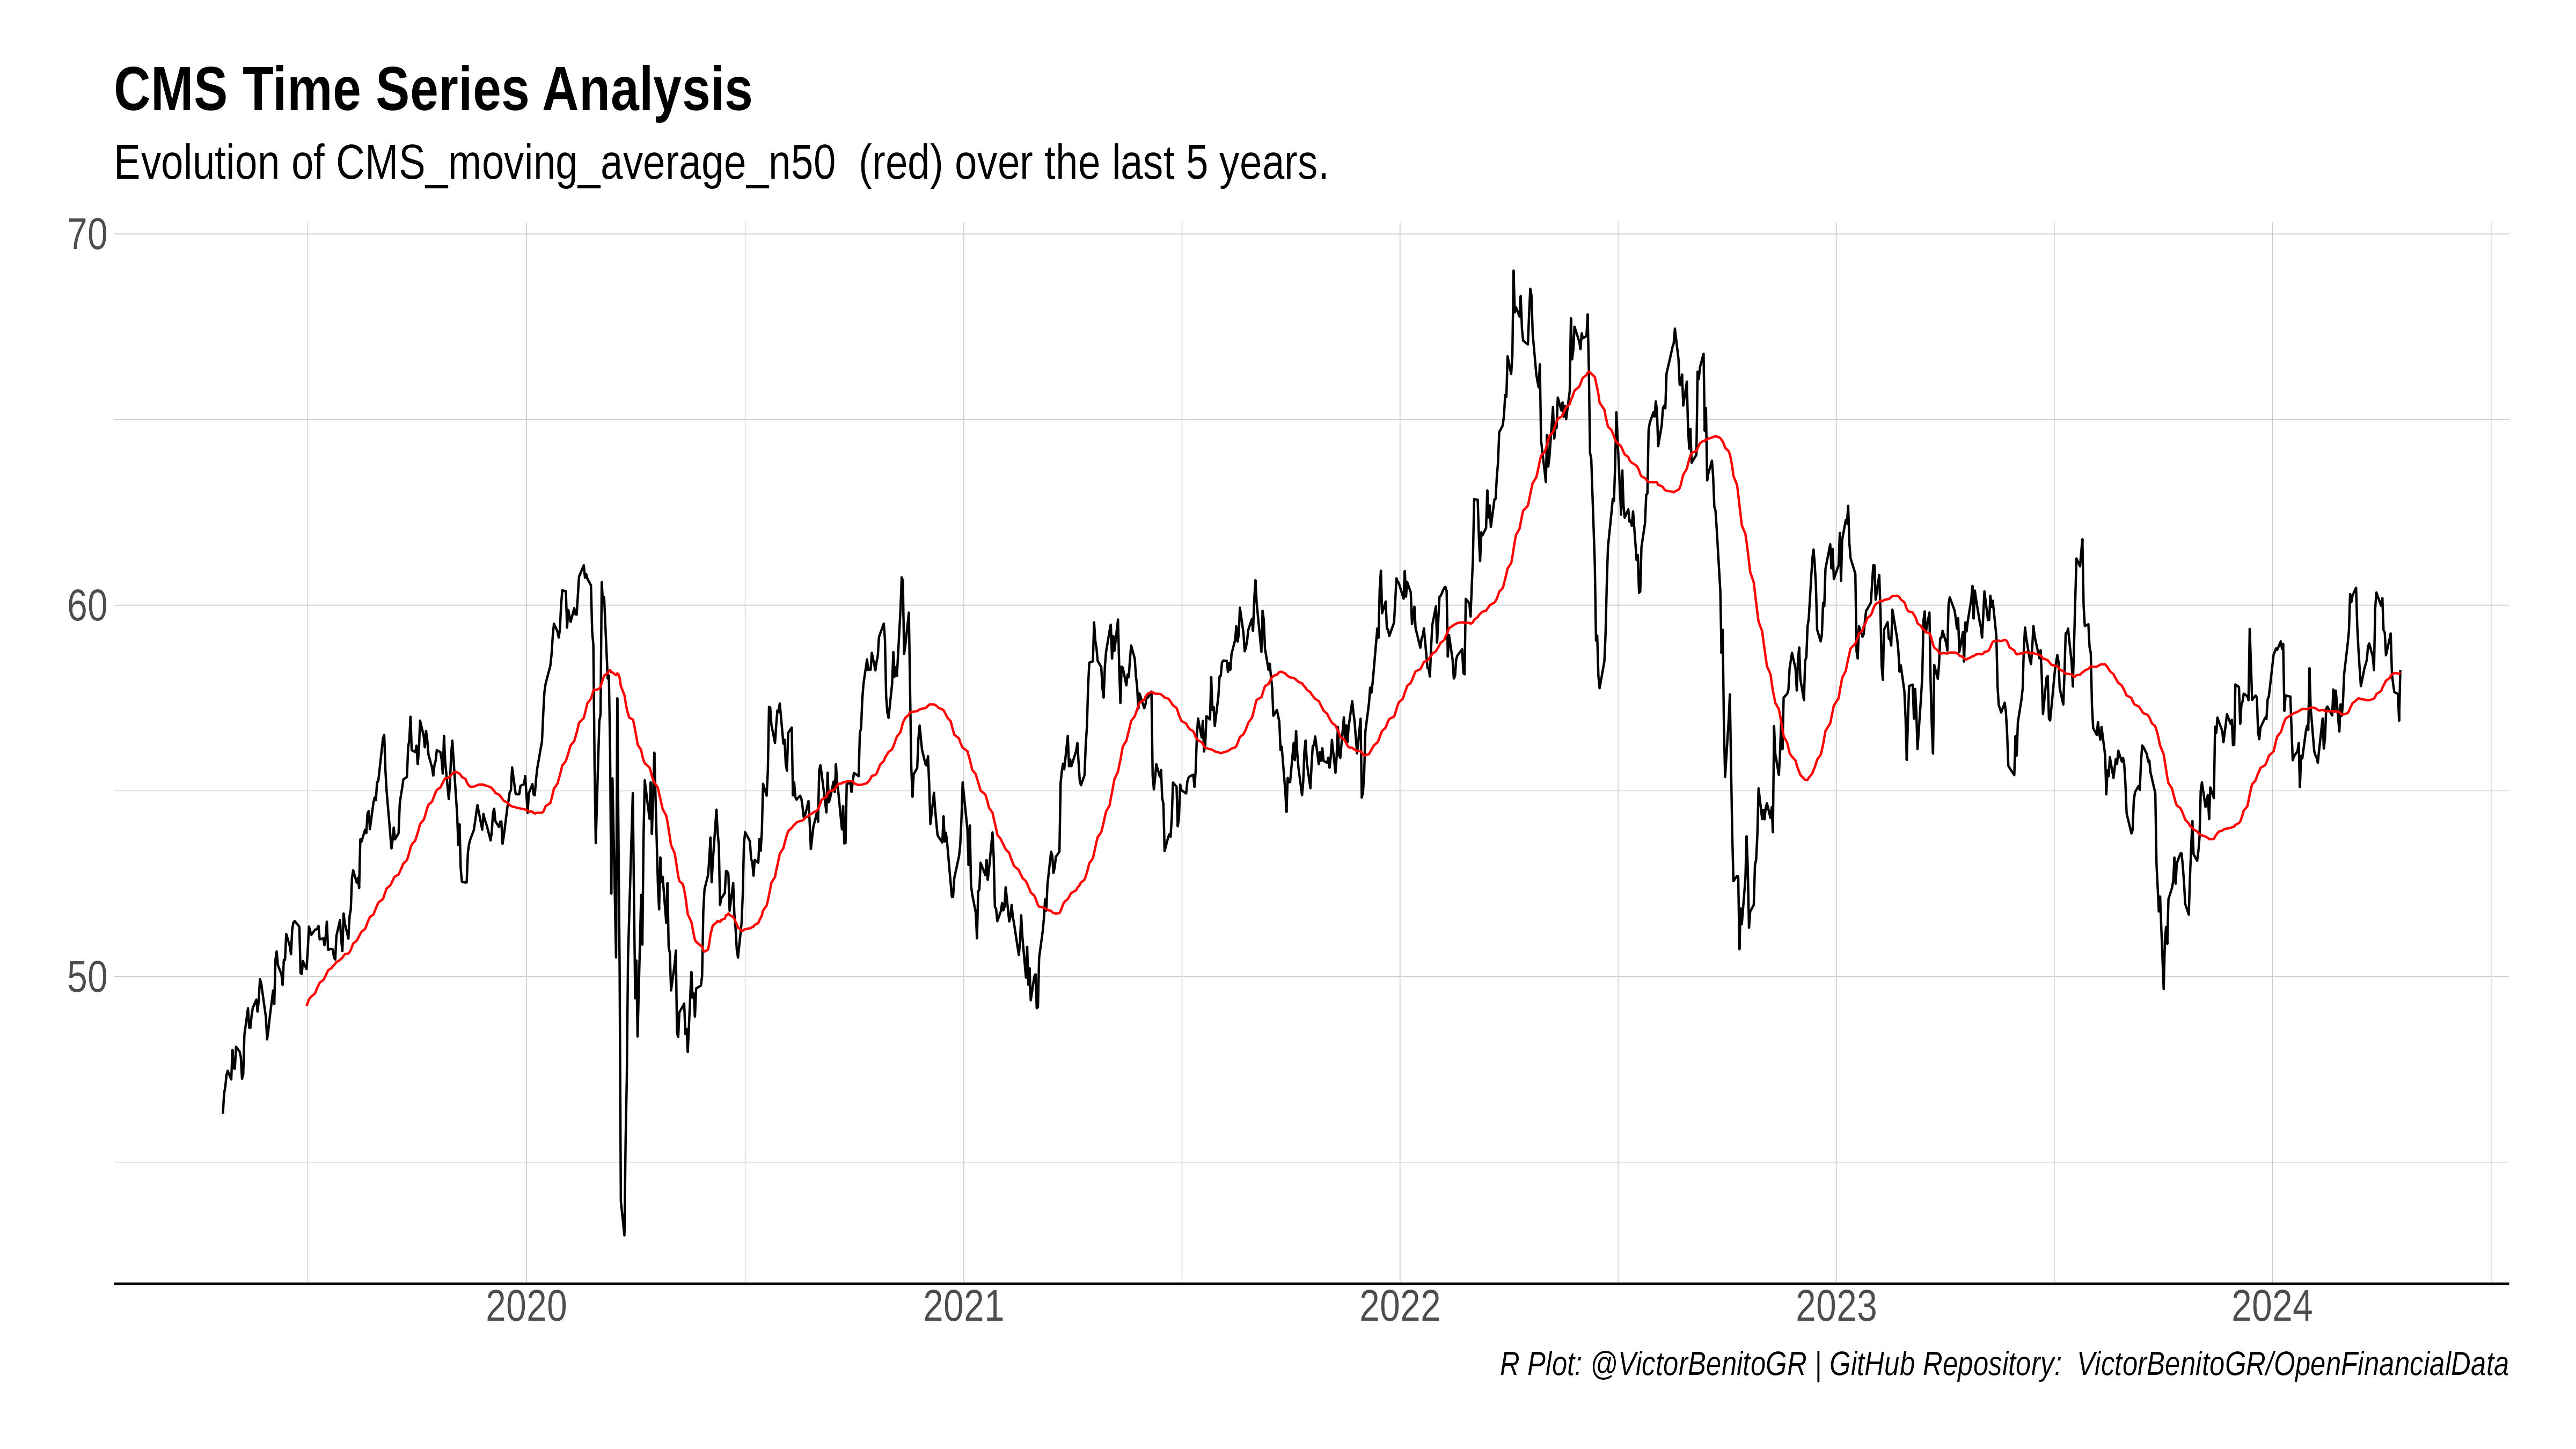 CMS Time Series Analysis
Evolution of CMS_moving_average_n50  (red) over the last 5 years.
70
60
50
2020 2021 2022 2023 2024
R Plot: @VictorBenitoGR | GitHub Repository:  VictorBenitoGR/OpenFinancialData